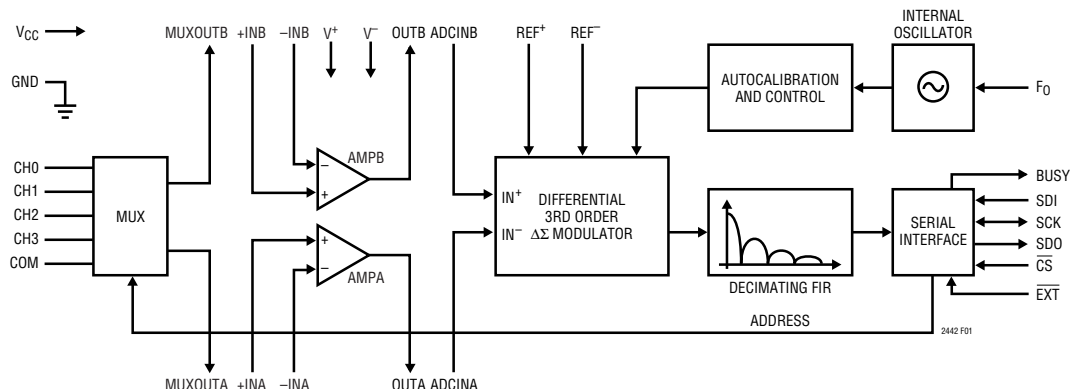 VCC
GND
MUXOUTB +INB –INB V+ V– OUTB ADCINB REF+ REF–
INTERNAL
OSCILLATOR
AUTOCALIBRATION
AND CONTROL
FO
CH0
CH1
CH2
CH3
COM
MUX
–
AMPB
+
+
–
AMPA
IN+
IN–
DIFFERENTIAL
3RD ORDER
ΔΣ MODULATOR
DECIMATING FIR
SERIAL
INTERFACE
BUSY
SDI
SCK
SDO
CS
EXT
ADDRESS
2442 F01
MUXOUTA +INA –INA OUTA ADCINA